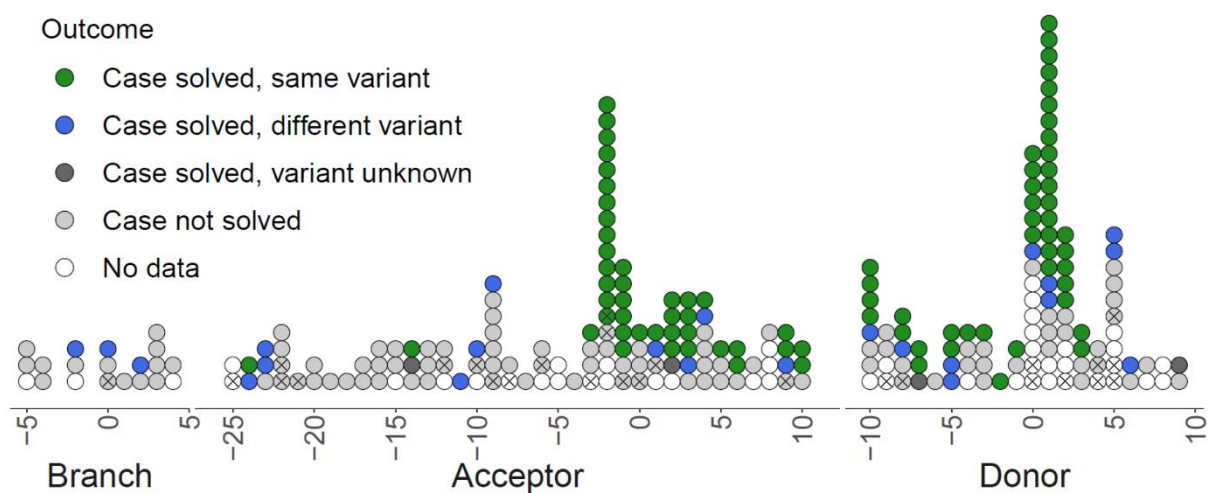 Outcome
Case solved, same variant
Case solved, different variant
Case solved, variant unknown
Case not solved
No data
−5 0 5 −25 −20 −15 −10 −5 0 5 10 −10 −5 0 5 10
Branch Acceptor Donor